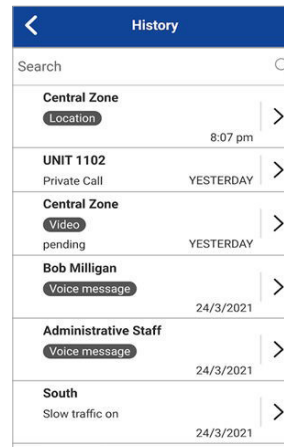 History
Search
Central Zone
Location
8:07 pm
UNIT 1102
Private Call YESTERDAY
Central Zone
Video
pending YESTERDAY
Bob Milligan
Voice message
24/3/2021
Administrative Staff
Voice message
24/3/2021
South
Slow traffic on
24/3/2021